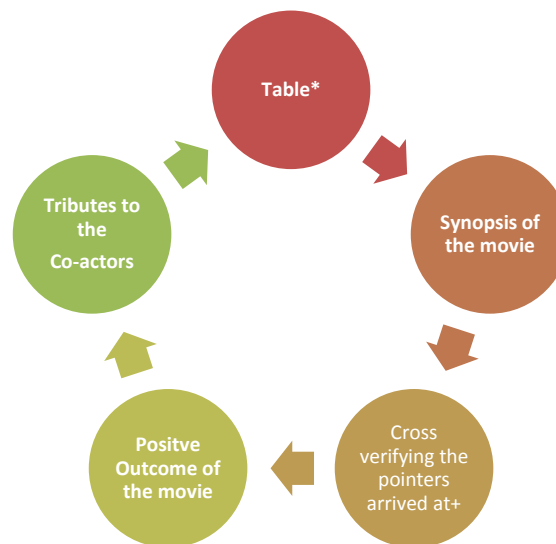 Table*
Synopsis of
the movie
Cross
verifying the
pointers
arrived at+
Positve
Outcome of
the movie
Tributes to
the
Co-actors